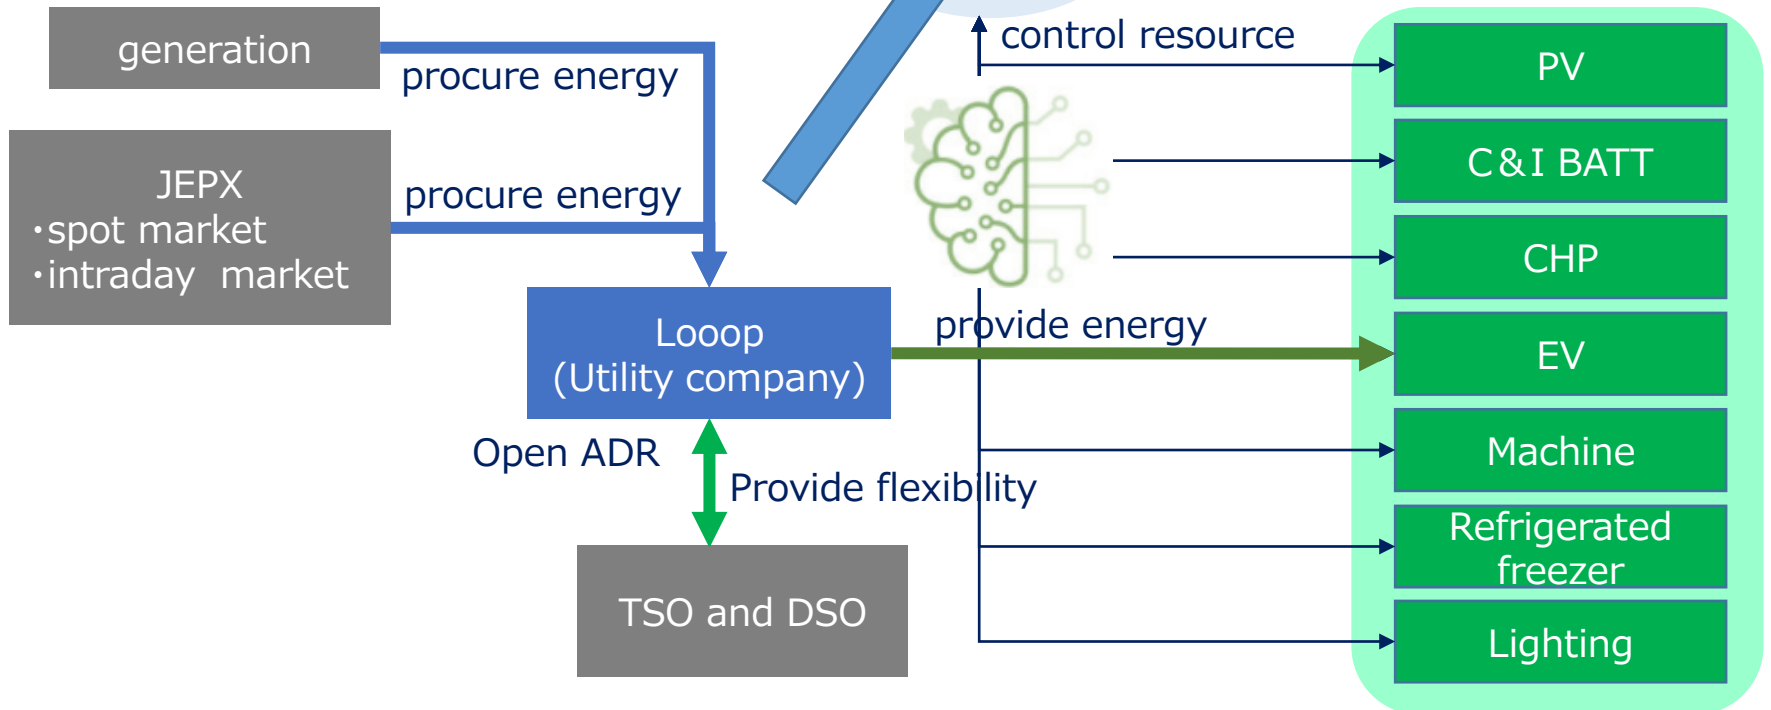 generation
procure energy
JEPX
・spot market
・intraday market
procure energy
Looop
(Utility company)
Open ADR
Provide flexibility
TSO and DSO
control resource
provide energy
PV
C&I BATT
CHP
EV
Machine
Refrigerated
freezer
Lighting